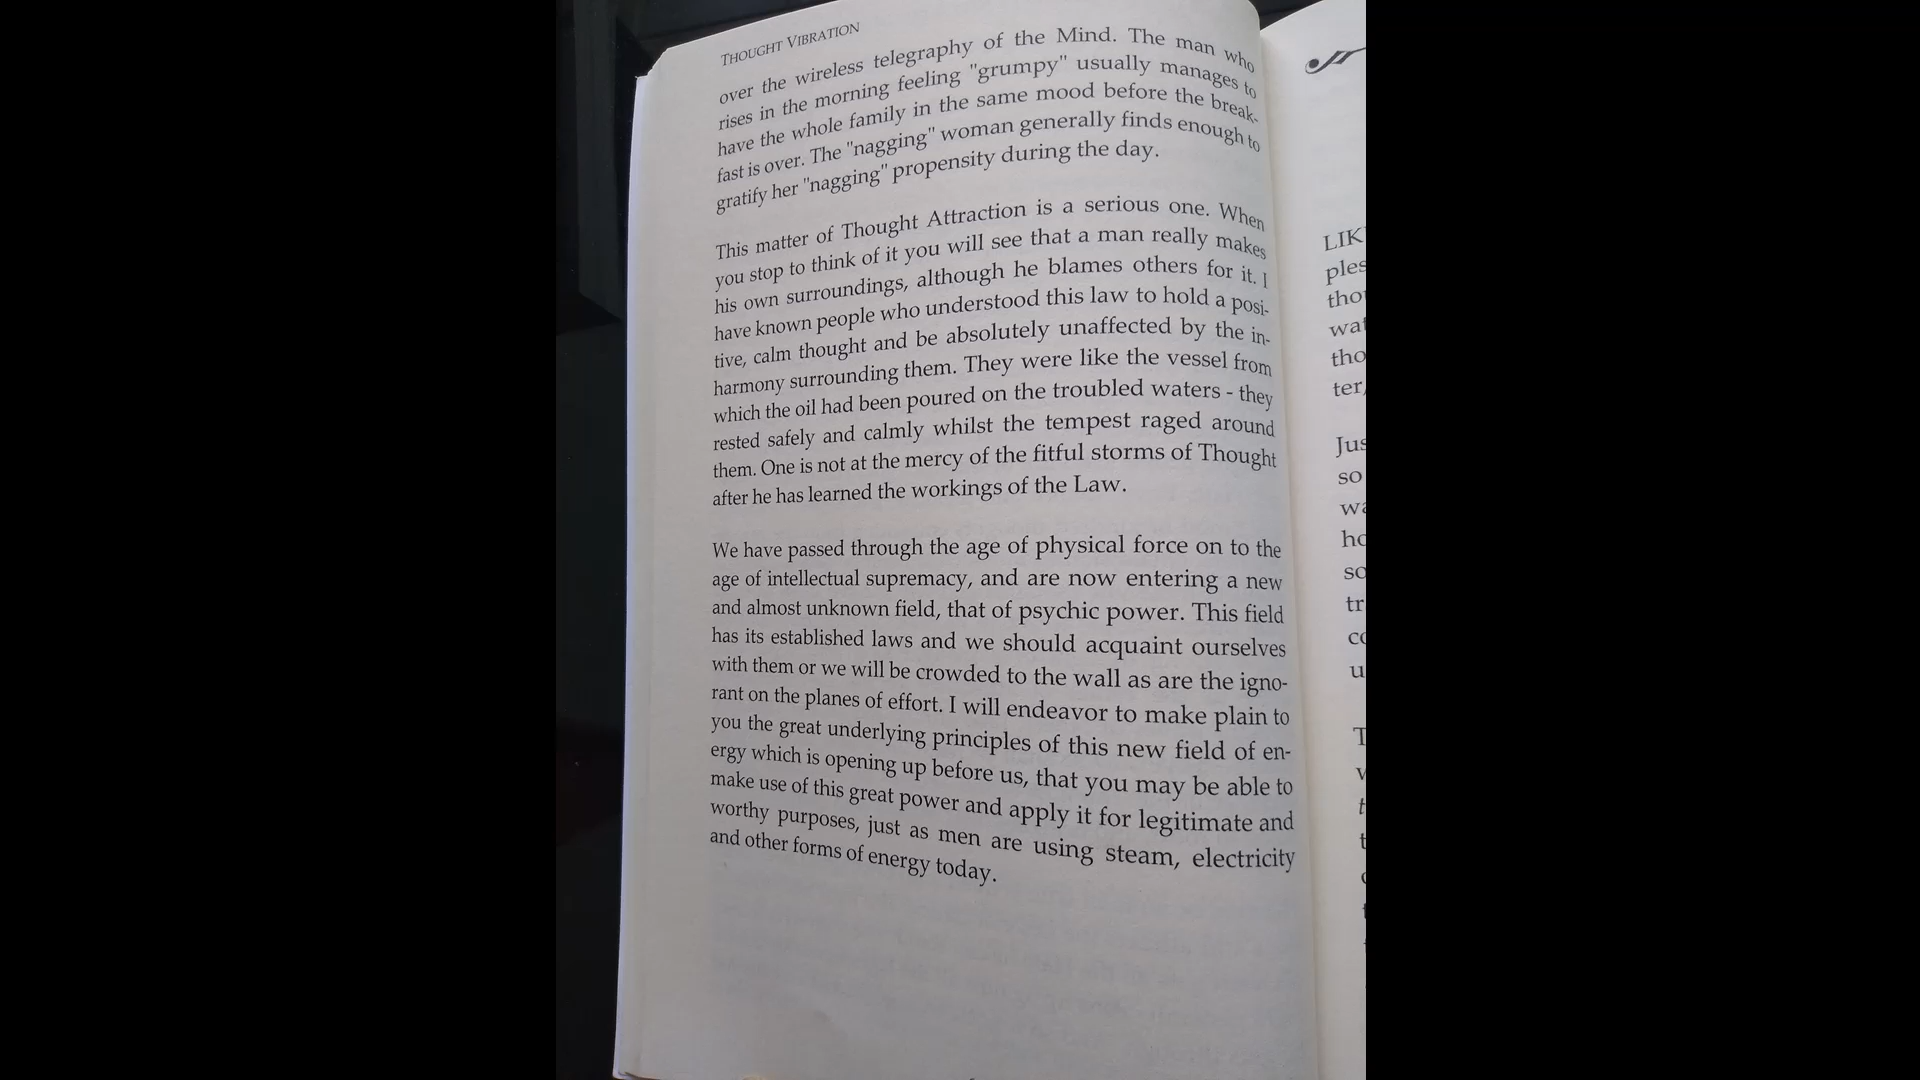 THOUGHT VIBRATION
over the wireless telegraphy of the Mind. The man who
rises in the morning feeling "grumpy" usually manages to
have the whole family in the same mood before the break-
fast is over. The "nagging" woman generally finds enough to
gratify her "nagging" propensity during the day.
This matter of Thought Attraction is a serious one. When
you stop to think of it you will see that a man really makes
his own surroundings, although he blames others for it. I
have known people who understood this law to hold a posi-
tive, calm thought and be absolutely unaffected by the in-
harmony surrounding them. They were like the vessel from
which the oil had been poured on the troubled waters - they
rested safely and calmly whilst the tempest raged around
them. One is not at the mercy of the fitful storms of Thought
after he has learned the workings of the Law.
We have passed through the age of physical force on to the
age of intellectual supremacy, and are now entering a new
and almost unknown field, that of psychic power. This field
has its established laws and we should acquaint ourselves
with them or we will be crowded to the wall as are the igno-
rant on the planes of effort. I will endeavor to make plain to
you the great underlying principles of this new field of en-
ergy which is opening up before us, that you may be able to
make use of this great power and apply it for legitimate and
worthy purposes, just as men are using steam, electricity
and other forms of energy today.
LIK
ples
tho
wat
tho
ter,
Jus
so
wa
ho
so
tr
co
u